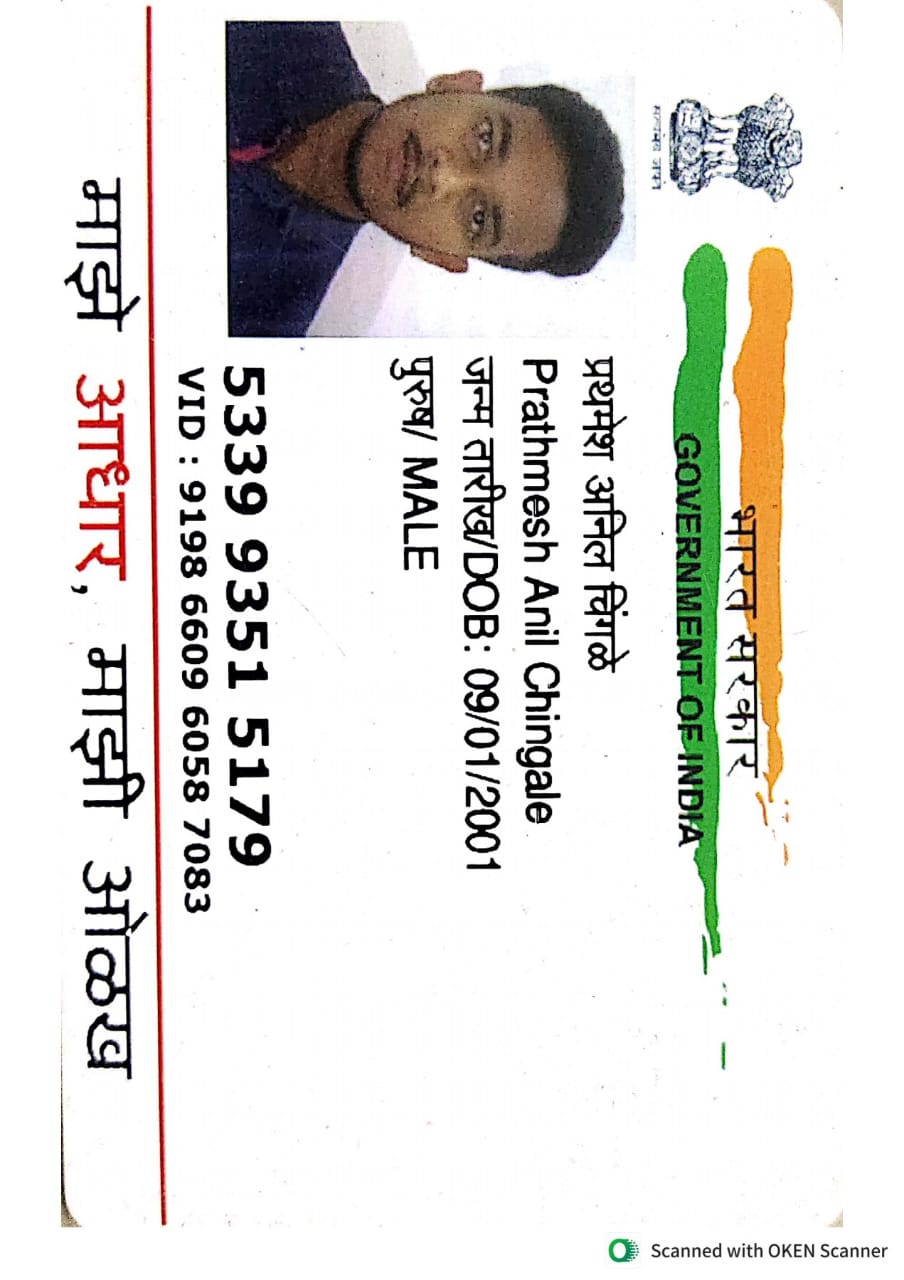 भारत सरकार
GOVERNMENT OF INDIA
प्रथमेश अनिल चिंगळे
Prathmesh Anil Chingale
जन्म तारीख/DOB: 09/01/2001
पुरुष/ MALE
5339 9351 5179
VID : 9198 6609 6058 7083
माझे आधार, माझी ओळख
Scanned with OKEN Scanner